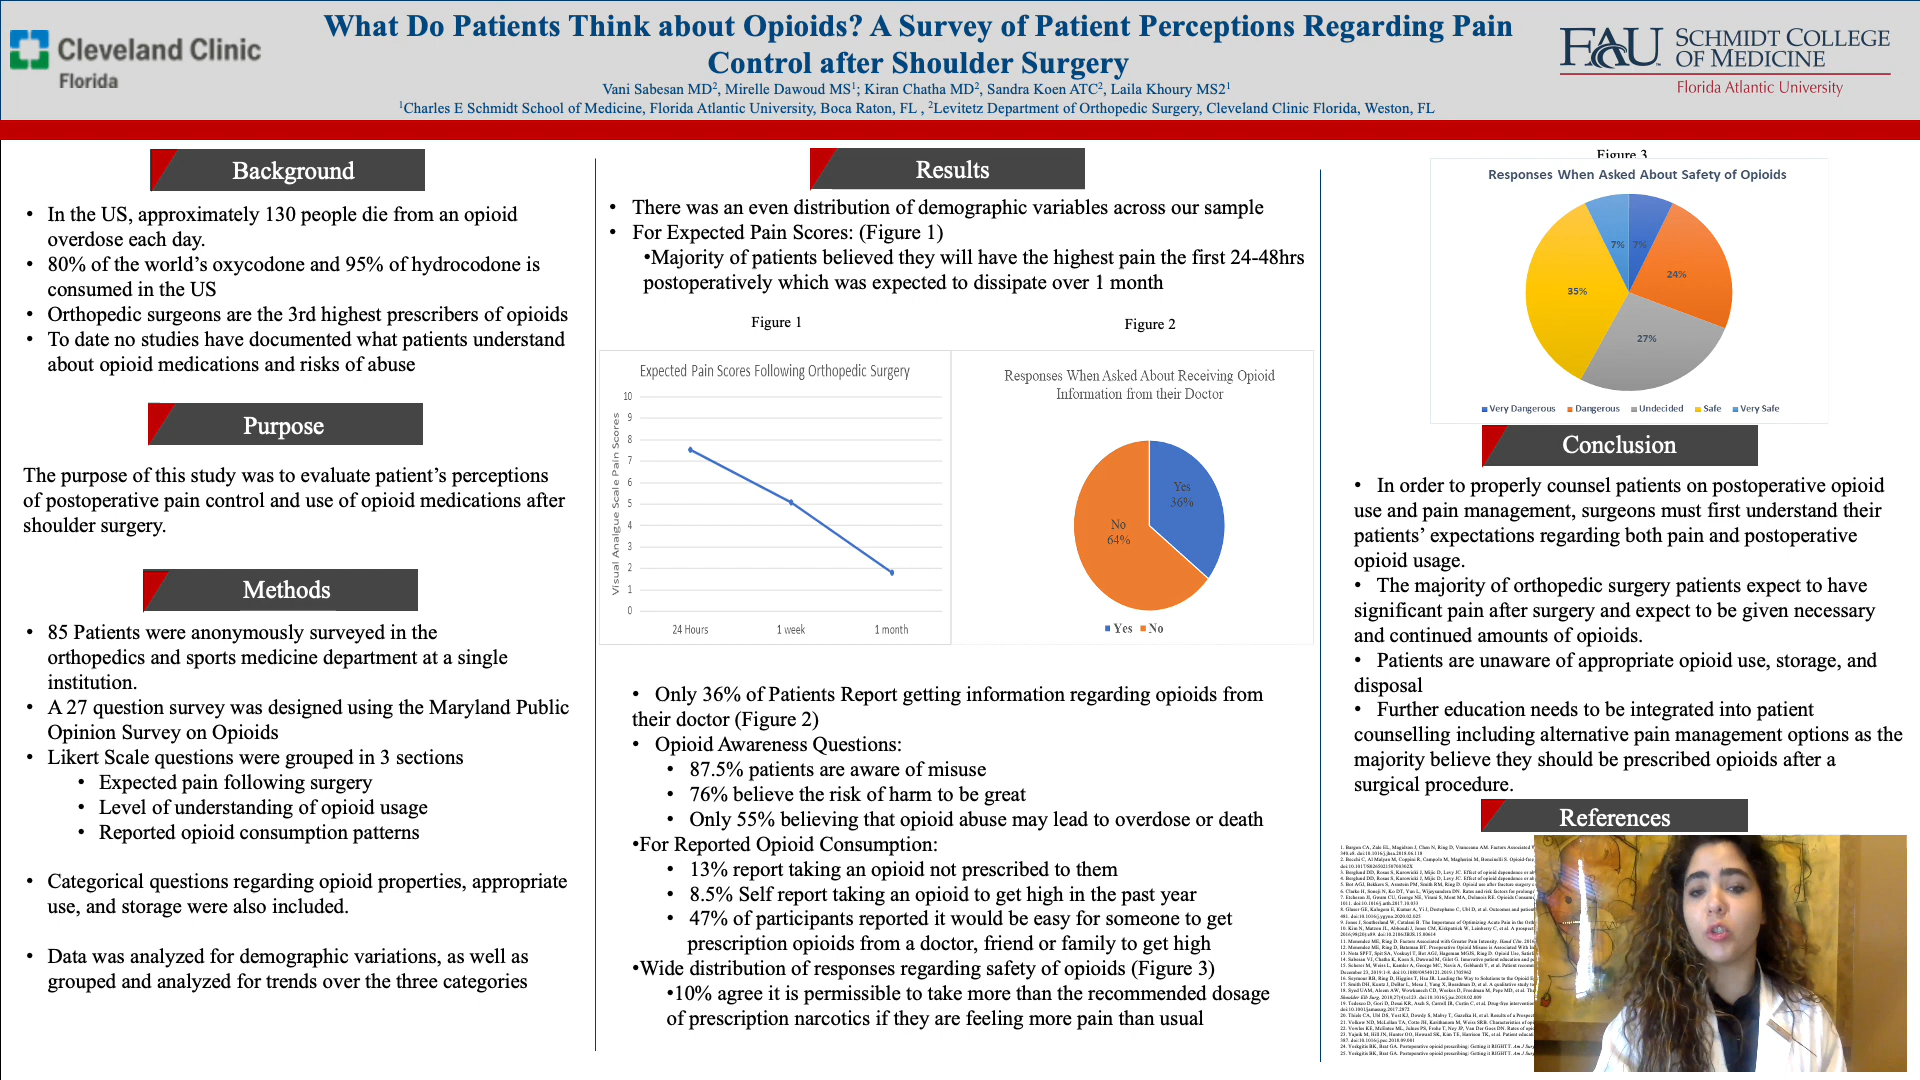 Cleveland Clinic
Florida
What Do Patients Think about Opioids? A Survey of Patient Perceptions Regarding Pain
Control after Shoulder Surgery
Vani Sabesan MD2, Mirelle Dawoud MS1; Kiran Chatha MD2, Sandra Koen ATC2, Laila Khoury MS21
1Charles E Schmidt School of Medicine, Florida Atlantic University, Boca Raton, FL , 2Levitetz Department of Orthopedic Surgery, Cleveland Clinic Florida, Weston, FL
FAU SCHMIDT COLLEGE
OF MEDICINE
Florida Atlantic University
Background
• In the US, approximately 130 people die from an opioid
overdose each day.
• 80% of the world’s oxycodone and 95% of hydrocodone is
consumed in the US
• Orthopedic surgeons are the 3rd highest prescribers of opioids
• To date no studies have documented what patients understand
about opioid medications and risks of abuse
Purpose
The purpose of this study was to evaluate patient’s perceptions
of postoperative pain control and use of opioid medications after
shoulder surgery.
Methods
• 85 Patients were anonymously surveyed in the
orthopedics and sports medicine department at a single
institution.
• A 27 question survey was designed using the Maryland Public
Opinion Survey on Opioids
• Likert Scale questions were grouped in 3 sections
• Expected pain following surgery
• Level of understanding of opioid usage
• Reported opioid consumption patterns
• Categorical questions regarding opioid properties, appropriate
use, and storage were also included.
• Data was analyzed for demographic variations, as well as
grouped and analyzed for trends over the three categories
Results
• There was an even distribution of demographic variables across our sample
• For Expected Pain Scores: (Figure 1)
•Majority of patients believed they will have the highest pain the first 24-48hrs
postoperatively which was expected to dissipate over 1 month
Figure 1
Expected Pain Scores Following Orthopedic Surgery
Visual Analgue Scale Pain Scores
10
9
8
7
6
5
4
3
2
1
0
24 Hours 1 week 1 month
Figure 2
Responses When Asked About Receiving Opioid
Information from their Doctor
Yes
36%
No
64%
Yes No
• Only 36% of Patients Report getting information regarding opioids from
their doctor (Figure 2)
• Opioid Awareness Questions:
• 87.5% patients are aware of misuse
• 76% believe the risk of harm to be great
• Only 55% believing that opioid abuse may lead to overdose or death
•For Reported Opioid Consumption:
• 13% report taking an opioid not prescribed to them
• 8.5% Self report taking an opioid to get high in the past year
• 47% of participants reported it would be easy for someone to get
prescription opioids from a doctor, friend or family to get high
•Wide distribution of responses regarding safety of opioids (Figure 3)
•10% agree it is permissible to take more than the recommended dosage
of prescription narcotics if they are feeling more pain than usual
Figure 3
Responses When Asked About Safety of Opioids
7% 7%
24%
35%
27%
Very Dangerous Dangerous Undecided Safe Very Safe
Conclusion
• In order to properly counsel patients on postoperative opioid
use and pain management, surgeons must first understand their
patients’ expectations regarding both pain and postoperative
opioid usage.
• The majority of orthopedic surgery patients expect to have
significant pain after surgery and expect to be given necessary
and continued amounts of opioids.
• Patients are unaware of appropriate opioid use, storage, and
disposal
• Further education needs to be integrated into patient
counselling including alternative pain management options as the
majority believe they should be prescribed opioids after a
surgical procedure.
References